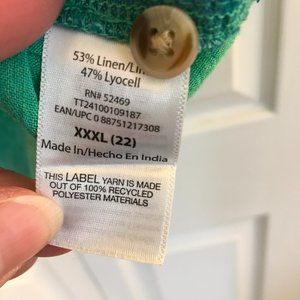 53% Linen/Lin
47% Lyocell
RN# 52469
TT24100109187
EAN/UPC 0 88751217308
XXXL (22)
Made In/Hecho En India
THIS LABEL YARN IS MADE
OUT OF 100% RECYCLED
POLYESTER MATERIALS